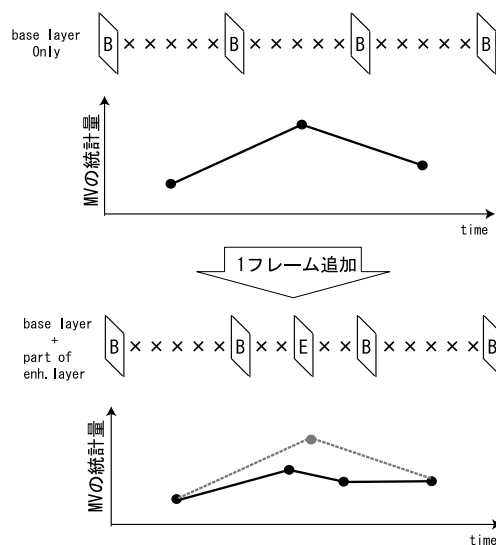 base layer
Only
B × × × × × B × × × × × B × × × × × B
MVの統計量
time
1フレーム追加
base layer
+
part of
enh.layer
B × × × × × B × × E × × B × × × × × B
MVの統計量
time